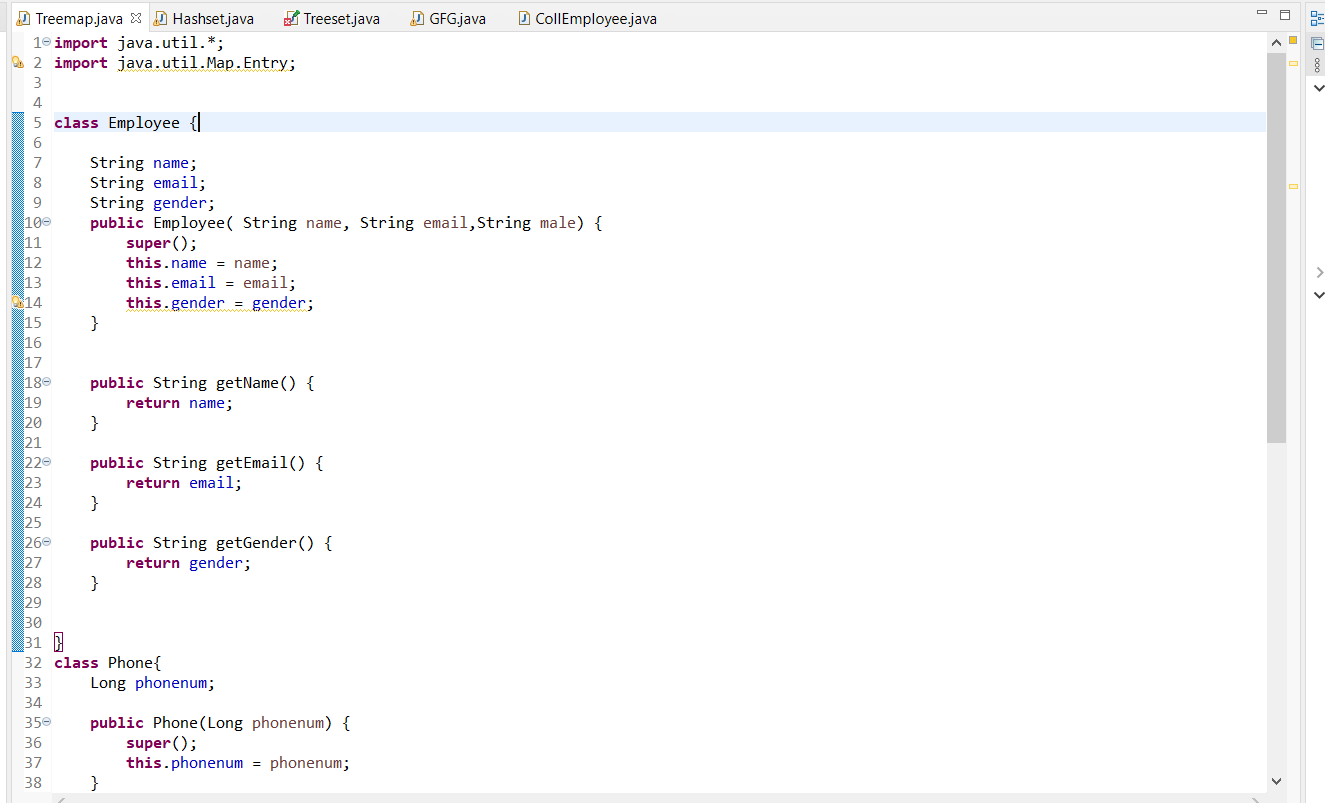 Treemap.java Hashset.java Treeset.java GFG.java CollEmployee.java
1 import java.util.*;
2 import java.util.Map.Entry;
3
4
5 class Employee {
6
7     String name;
8     String email;
9     String gender;
10     public Employee( String name, String email,String male) {
11         super();
12         this.name = name;
13         this.email = email;
14         this.gender = gender;
15     }
16
17
18     public String getName() {
19         return name;
20     }
21
22     public String getEmail() {
23         return email;
24     }
25
26     public String getGender() {
27         return gender;
28     }
29
30
31 }
32 class Phone{
33     Long phonenum;
34
35     public Phone(Long phonenum) {
36         super();
37         this.phonenum = phonenum;
38     }